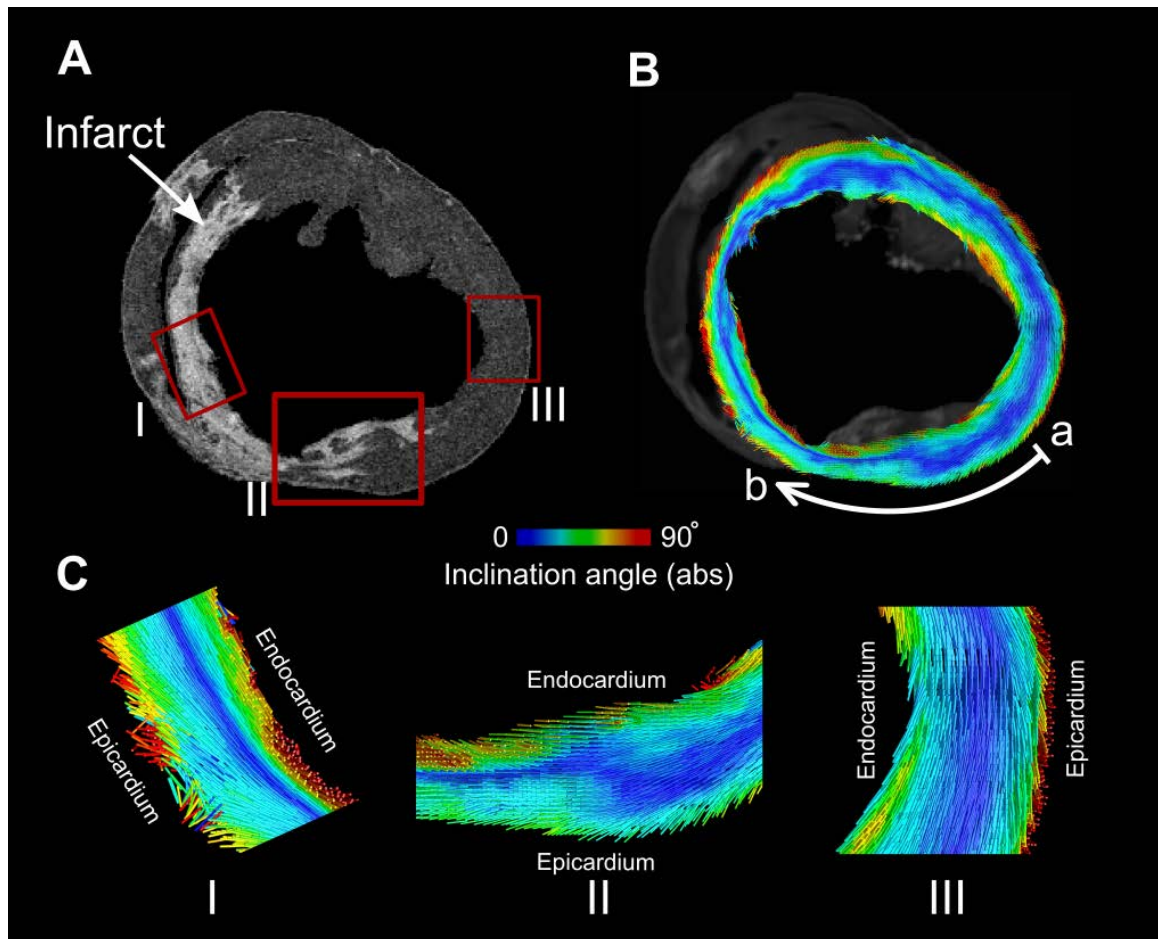 A
Infarct
I
II
III
B
a
b
0 90°
Inclination angle (abs)
C
Epicardium
Endocardium
I
Endocardium
Epicardium
II
Endocardium
Epicardium
III